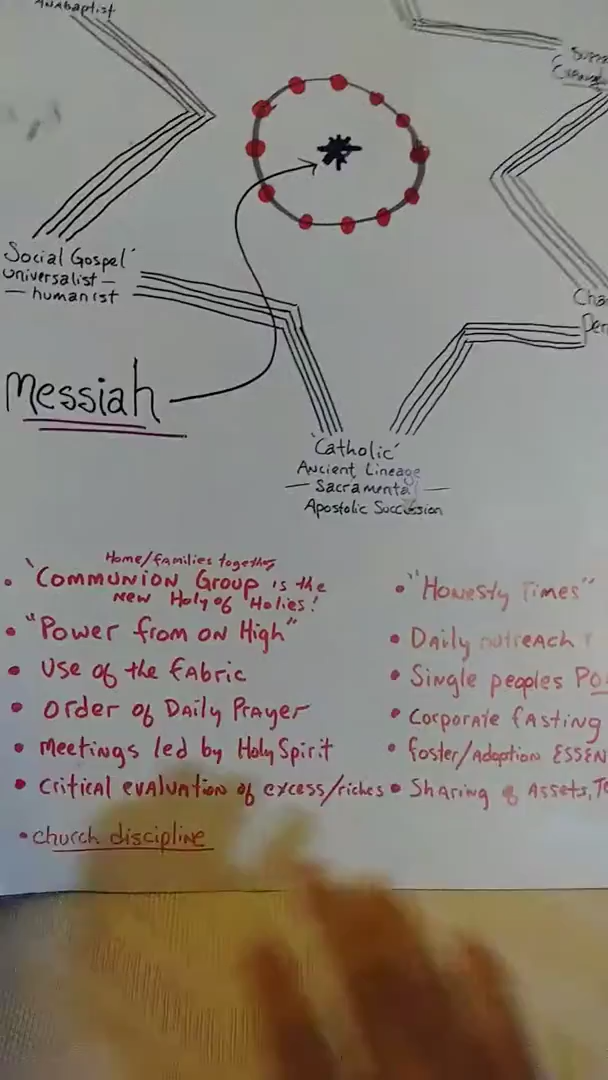 ANABaptist
Social Gospel'
universalist —
— humanist
Messiah
'Catholic'
Ancient Lineage
— Sacramental —
Apostolic Succession
Home/families together
• "Communion Group is the
new Holy of Holies!
• "Power from on High"
• Use of the fabric
• Order of Daily Prayer
• Meetings led by Holy Spirit
• Critical evaluation of excess/riches
• church discipline
• "Honesty Times"
• Daily outreach
• Single peoples
• Corporate fasting
• foster/Adoption
• Sharing of Assets,